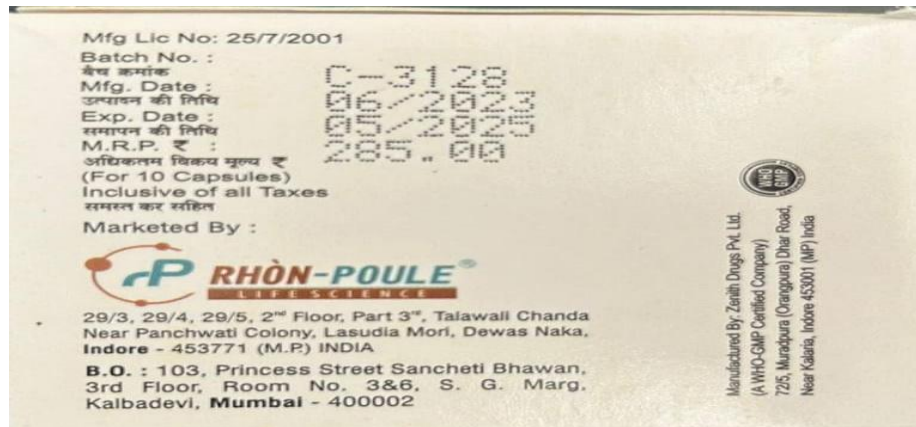 Mfg Lic No: 25/7/2001
Batch No. :
बैच क्रमांक
C-3128
Mfg. Date :
उत्पादन की तिथि
06/2023
Exp. Date :
समापन की तिथि
05/2025
M.R.P. ₹ :
अधिकतम विक्रय मूल्य ₹
285.00
(For 10 Capsules)
Inclusive of all Taxes
समस्त कर सहित
Marketed By :
rP RHÒN-POULE®
LIFESCIENCE
29/3, 29/4, 29/5, 2nd Floor, Part 3rd, Talawali Chanda
Near Panchwati Colony, Lasudia Mori, Dewas Naka,
Indore - 453771 (M.P.) INDIA
B.O. : 103, Princess Street Sancheti Bhawan,
3rd Floor, Room No. 3&6, S. G. Marg,
Kalbadevi, Mumbai - 400002
WHO
GMP
Manufactured By: Zenith Drugs Pvt. Ltd.
(A WHO-GMP Certified Company)
72/5, Muradpura (Orangpura) Dhar Road,
Near Kalaria, Indore 453001 (MP) India